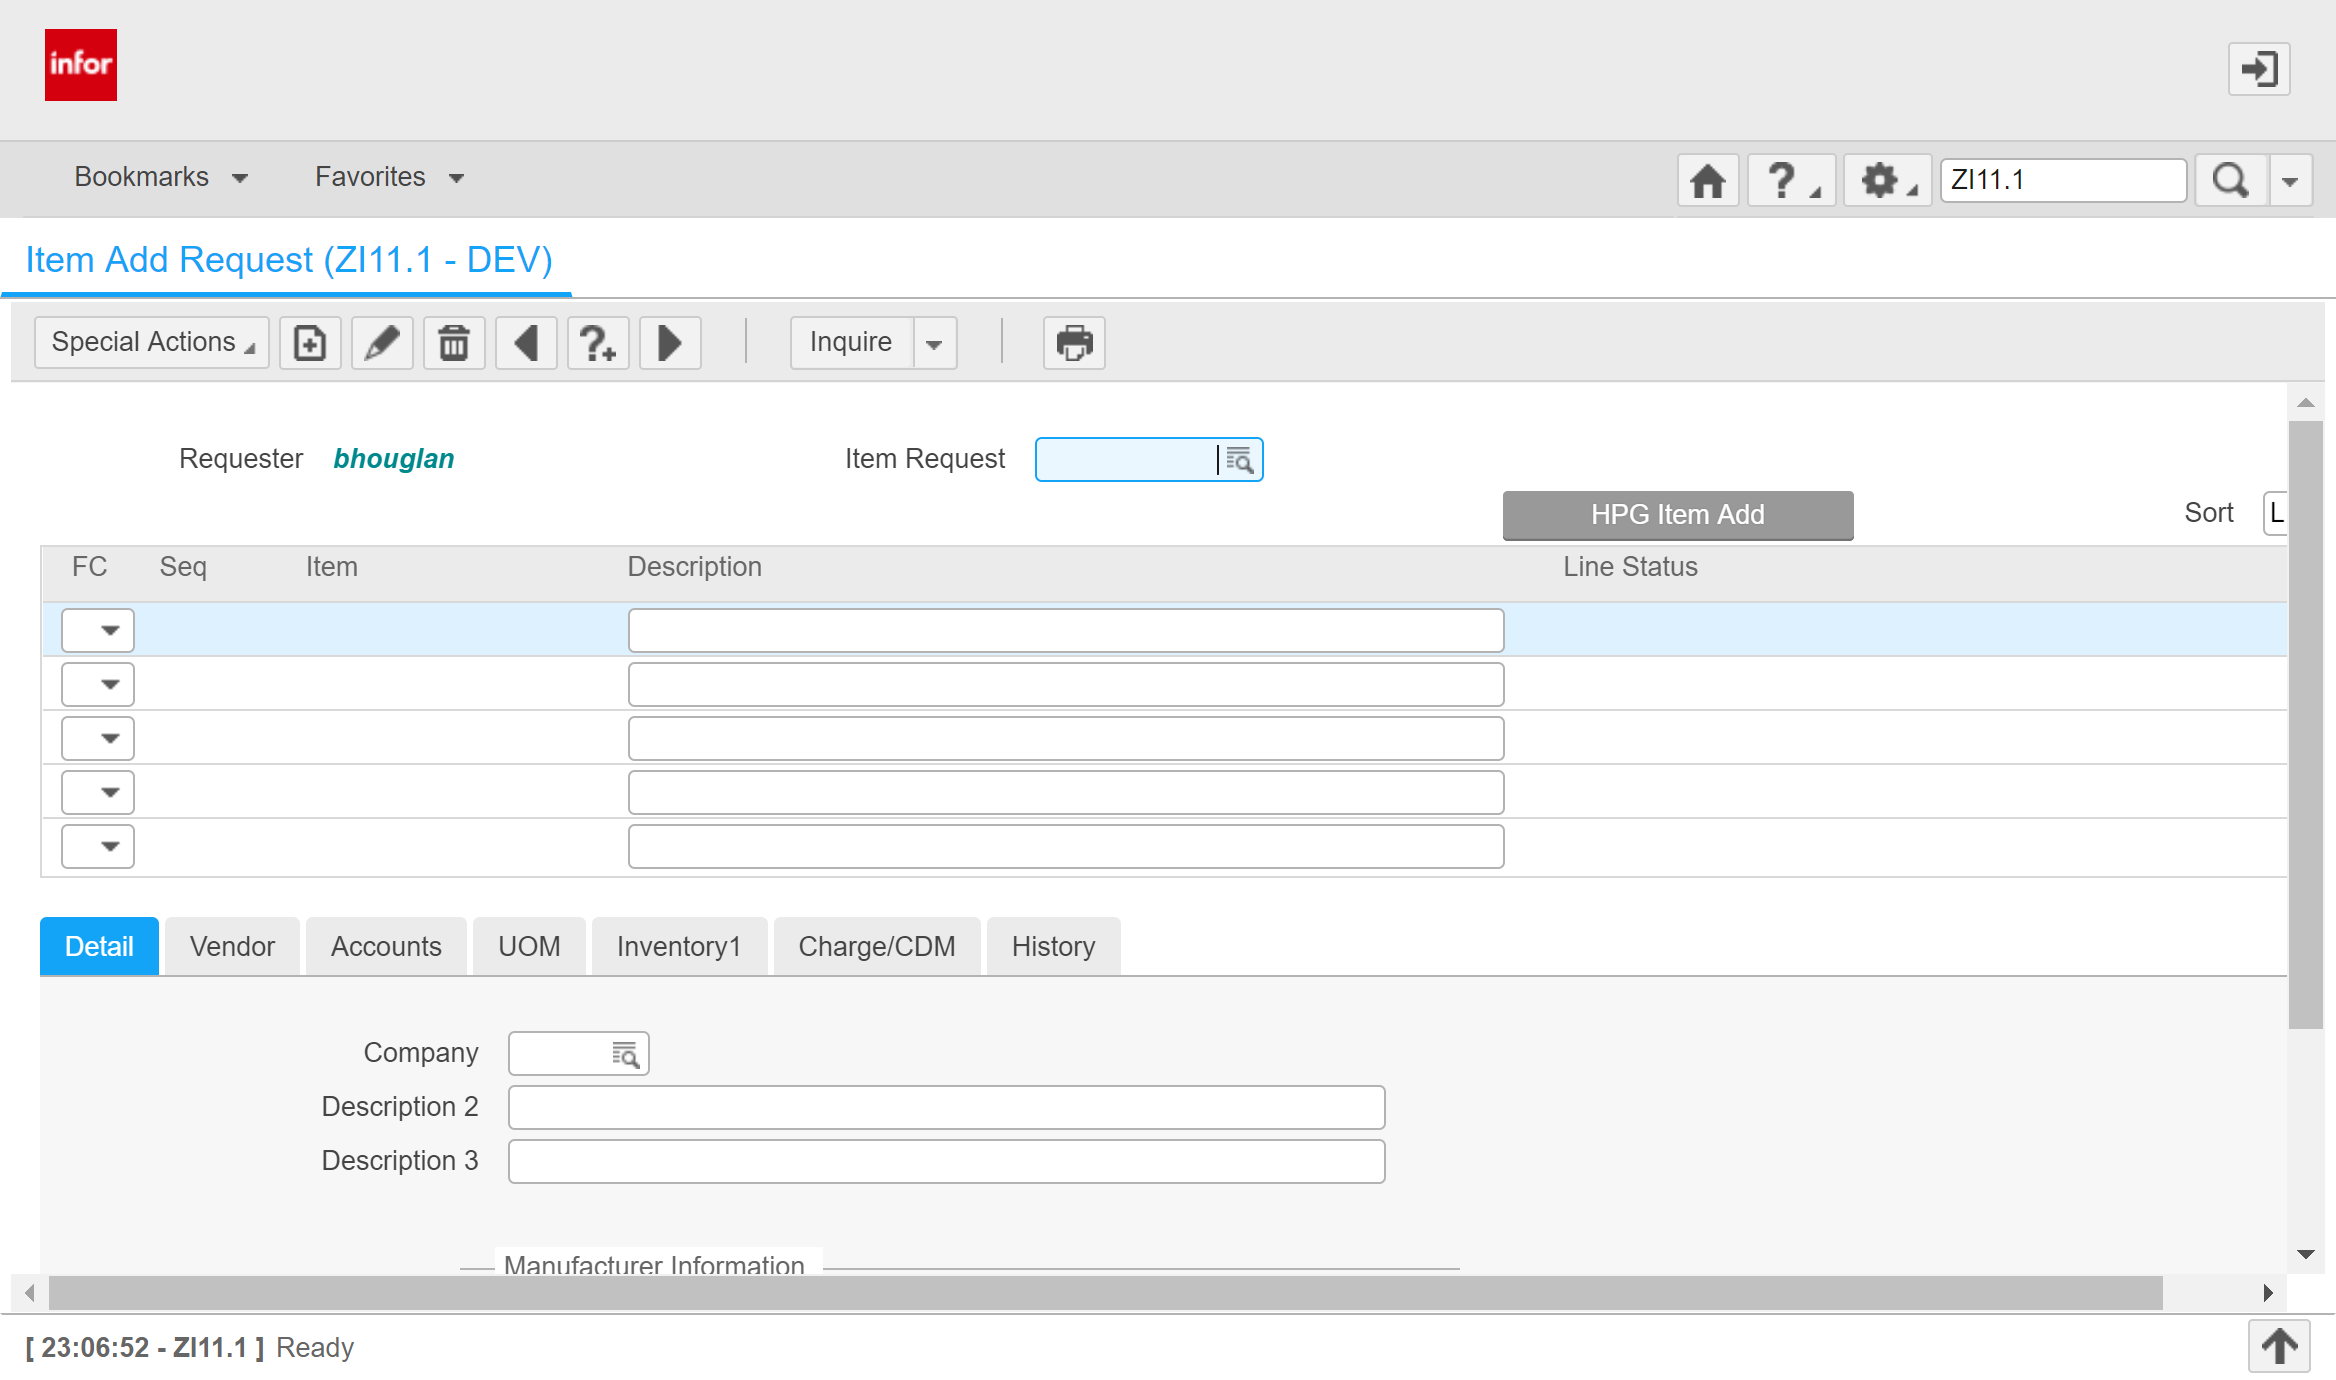 infor
Bookmarks Favorites ZI11.1
Item Add Request (ZI11.1 - DEV)
Special Actions Inquire
Requester bhouglan Item Request
HPG Item Add Sort L
FC Seq Item Description Line Status
Detail Vendor Accounts UOM Inventory1 Charge/CDM History
Company
Description 2
Description 3
Manufacturer Information
[ 23:06:52 - ZI11.1 ] Ready